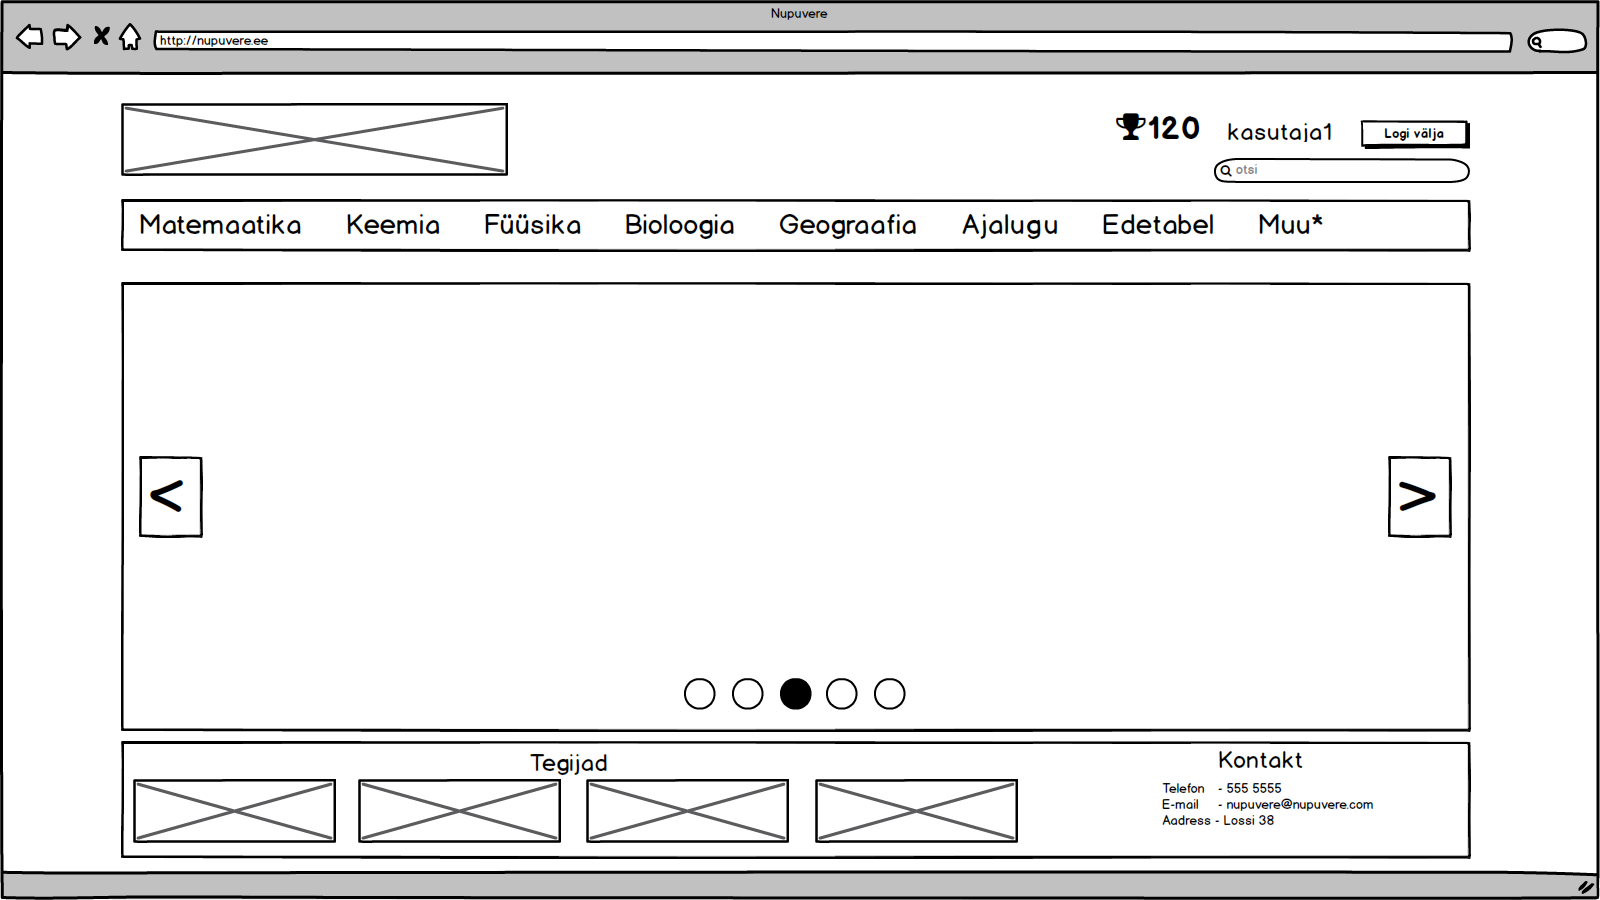 Nupuvere
http://nupuvere.ee
120 kasutaja1 Logi välja
otsi
Matemaatika Keemia Füüsika Bioloogia Geograafia Ajalugu Edetabel Muu*
< >
Tegijad
Kontakt
Telefon - 555 5555
E-mail - nupuvere@nupuvere.com
Aadress - Lossi 38